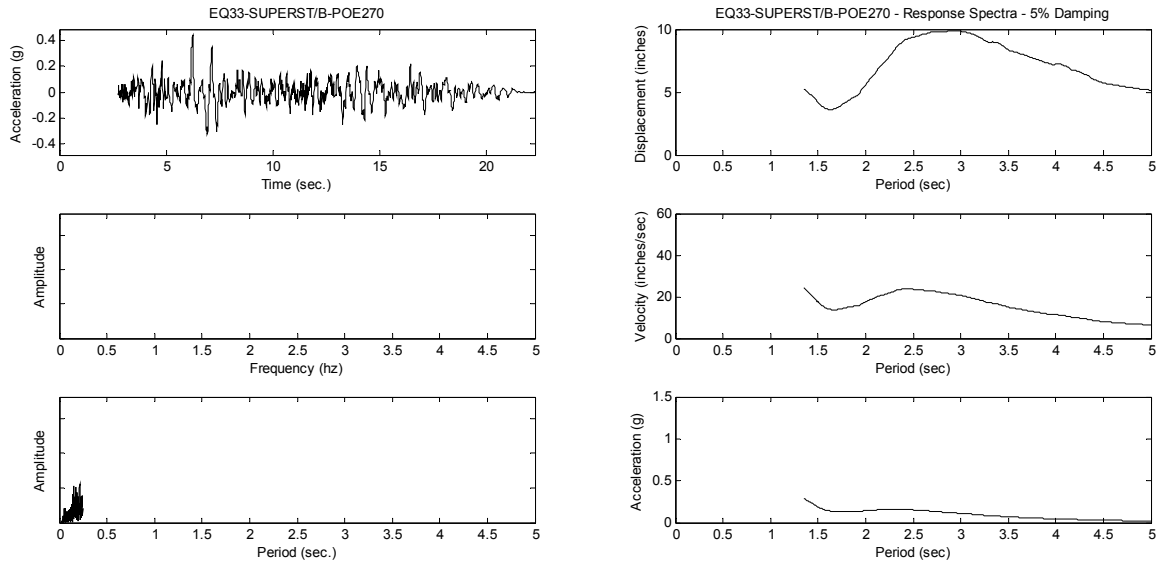 EQ33-SUPERST/B-POE270
0.4
0.2
0
-0.2
-0.4
Acceleration (g)
0 5 10 15 20
Time (sec.)
Amplitude
0 0.5 1 1.5 2 2.5 3 3.5 4 4.5 5
Frequency (hz)
Amplitude
0 0.5 1 1.5 2 2.5 3 3.5 4 4.5 5
Period (sec.)
EQ33-SUPERST/B-POE270 - Response Spectra - 5% Damping
10
5
0
Displacement (inches)
0 0.5 1 1.5 2 2.5 3 3.5 4 4.5 5
Period (sec)
60
40
20
0
Velocity (inches/sec)
0 0.5 1 1.5 2 2.5 3 3.5 4 4.5 5
Period (sec)
1.5
1
0.5
0
Acceleration (g)
0 0.5 1 1.5 2 2.5 3 3.5 4 4.5 5
Period (sec)